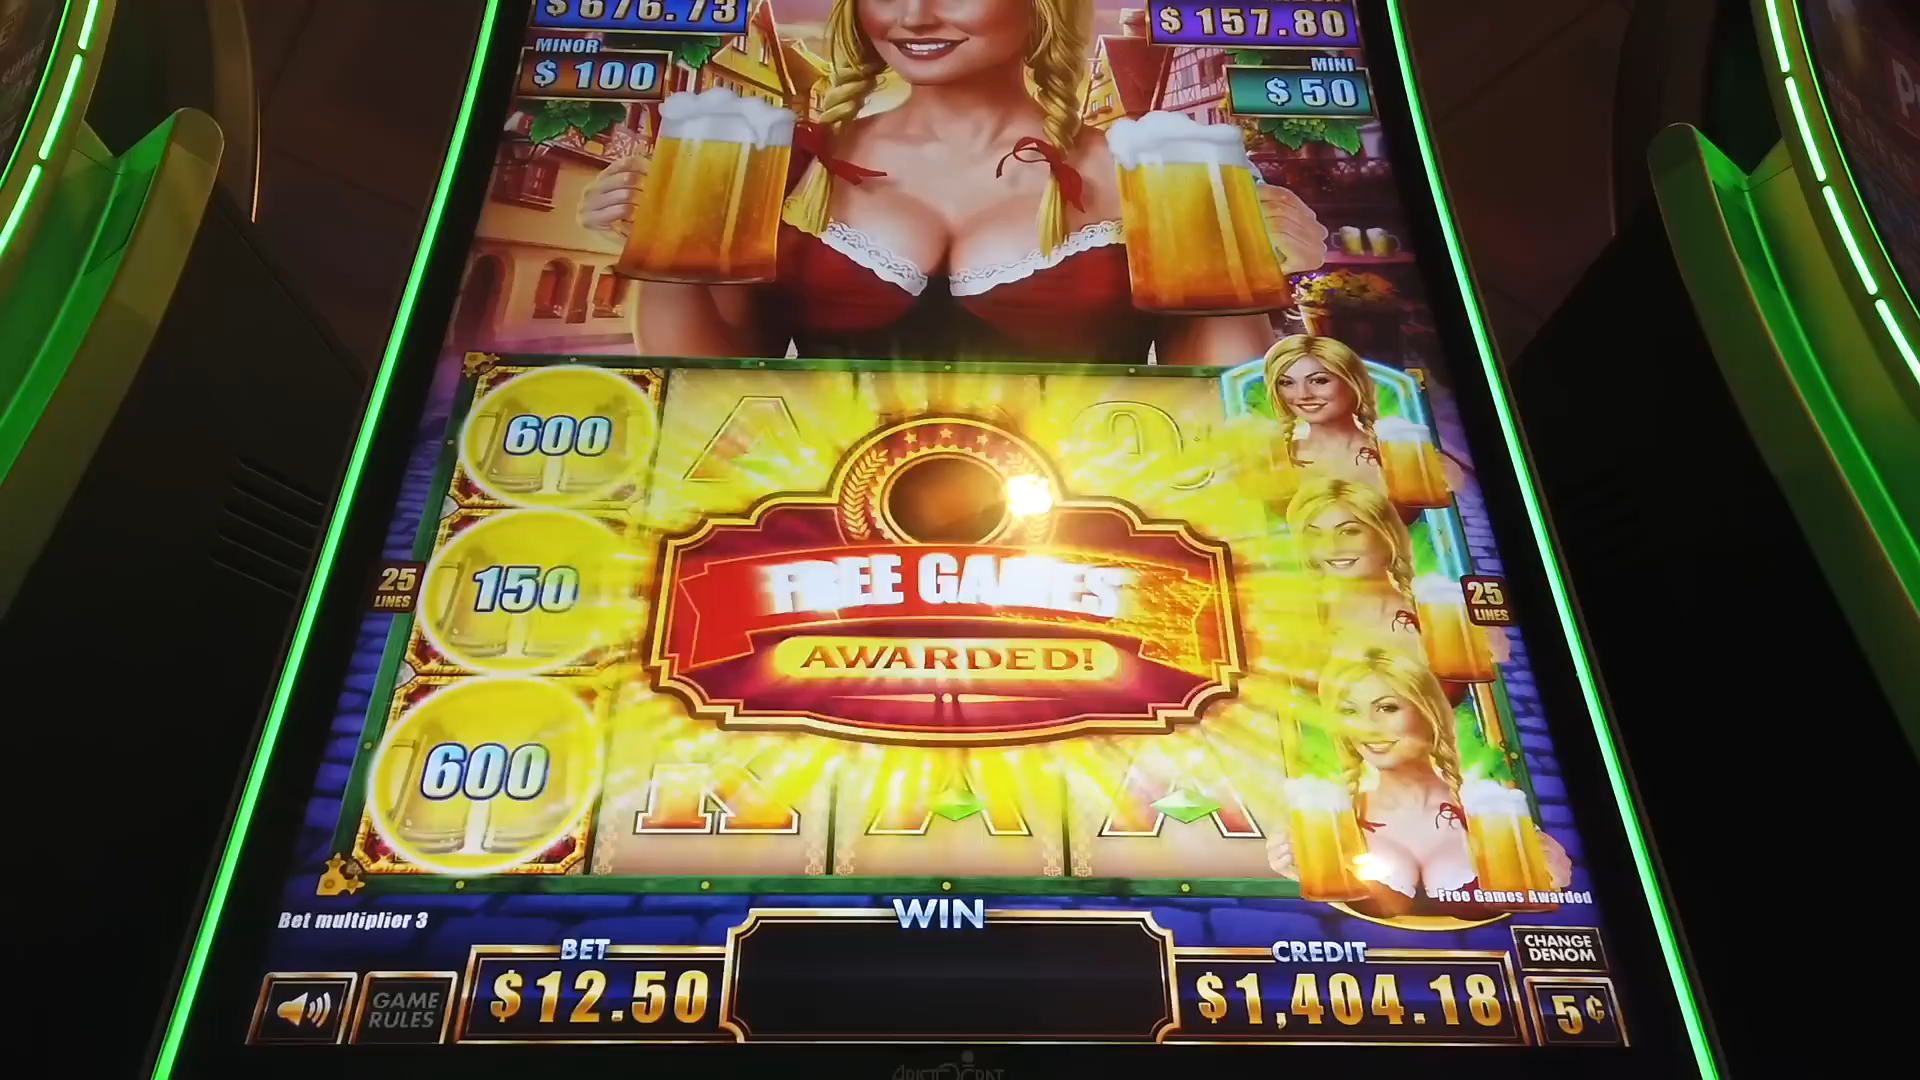 $ 676.73
$ 157.80
MINOR
$ 100
MINI
$ 50
600
150
600
25
LINES
25
LINES
A
Q
FREE GAMES
AWARDED!
K
A
A
Free Games Awarded
Bet multiplier 3
WIN
BET
$12.50
CREDIT
$1,404.18
CHANGE
DENOM
5¢
GAME
RULES
ARISTOCRAT